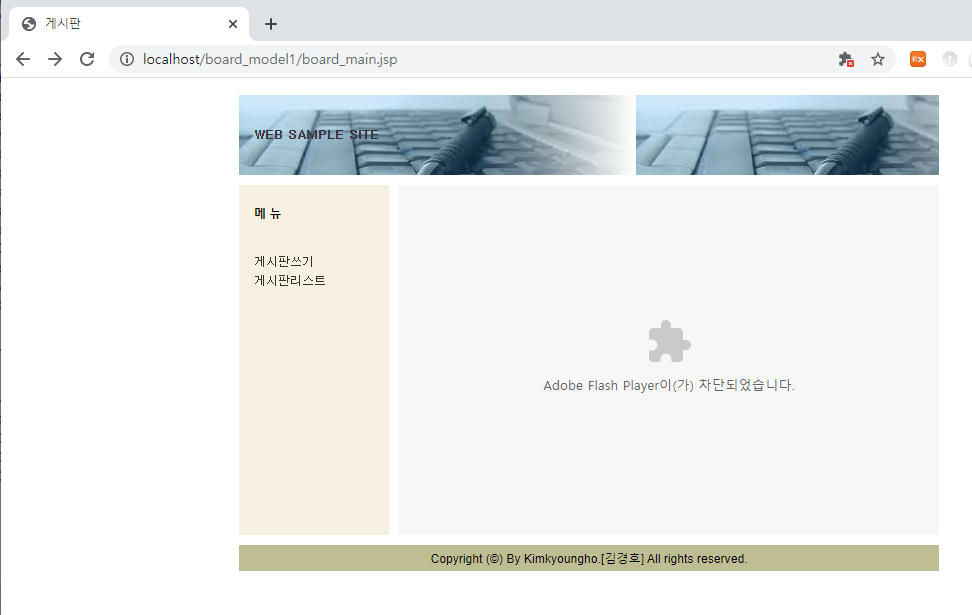 게시판
localhost/board_model1/board_main.jsp
WEB SAMPLE SITE
메 뉴
게시판쓰기
게시판리스트
Adobe Flash Player이(가) 차단되었습니다.
Copyright (©) By Kimkyoungho.[김경호] All rights reserved.